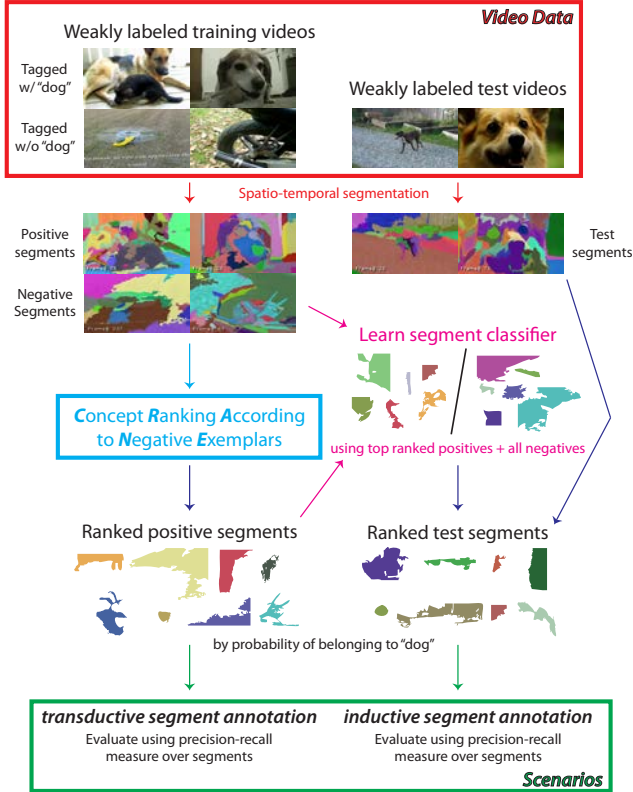 Video Data
Weakly labeled training videos
Tagged
w/ "dog"
Weakly labeled test videos
Tagged
w/o "dog"
Spatio-temporal segmentation
Positive
segments
Test
segments
Negative
Segments
Learn segment classifier
Concept Ranking According
to Negative Exemplars
using top ranked positives + all negatives
Ranked positive segments
Ranked test segments
by probability of belonging to "dog"
transductive segment annotation
Evaluate using precision-recall
measure over segments
inductive segment annotation
Evaluate using precision-recall
measure over segments
Scenarios